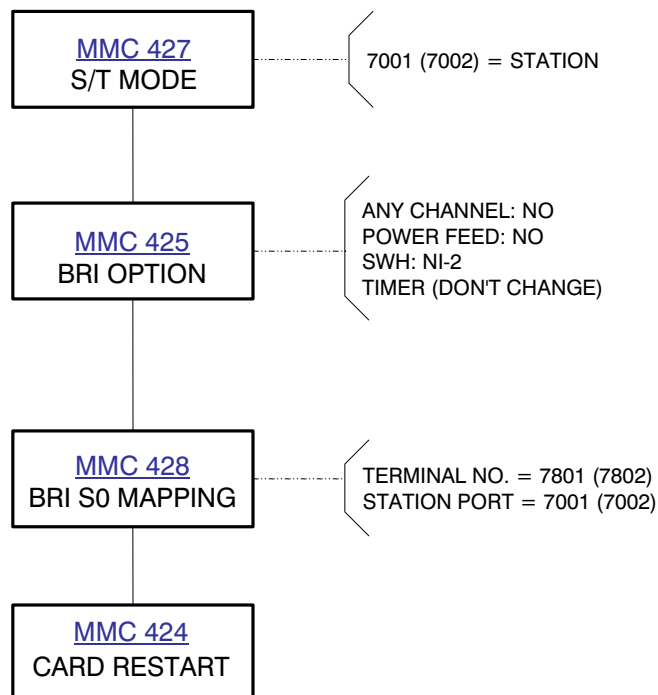 MMC 427
S/T MODE
7001 (7002) = STATION
MMC 425
BRI OPTION
ANY CHANNEL: NO
POWER FEED: NO
SWH: NI-2
TIMER (DON'T CHANGE)
MMC 428
BRI S0 MAPPING
TERMINAL NO. = 7801 (7802)
STATION PORT = 7001 (7002)
MMC 424
CARD RESTART